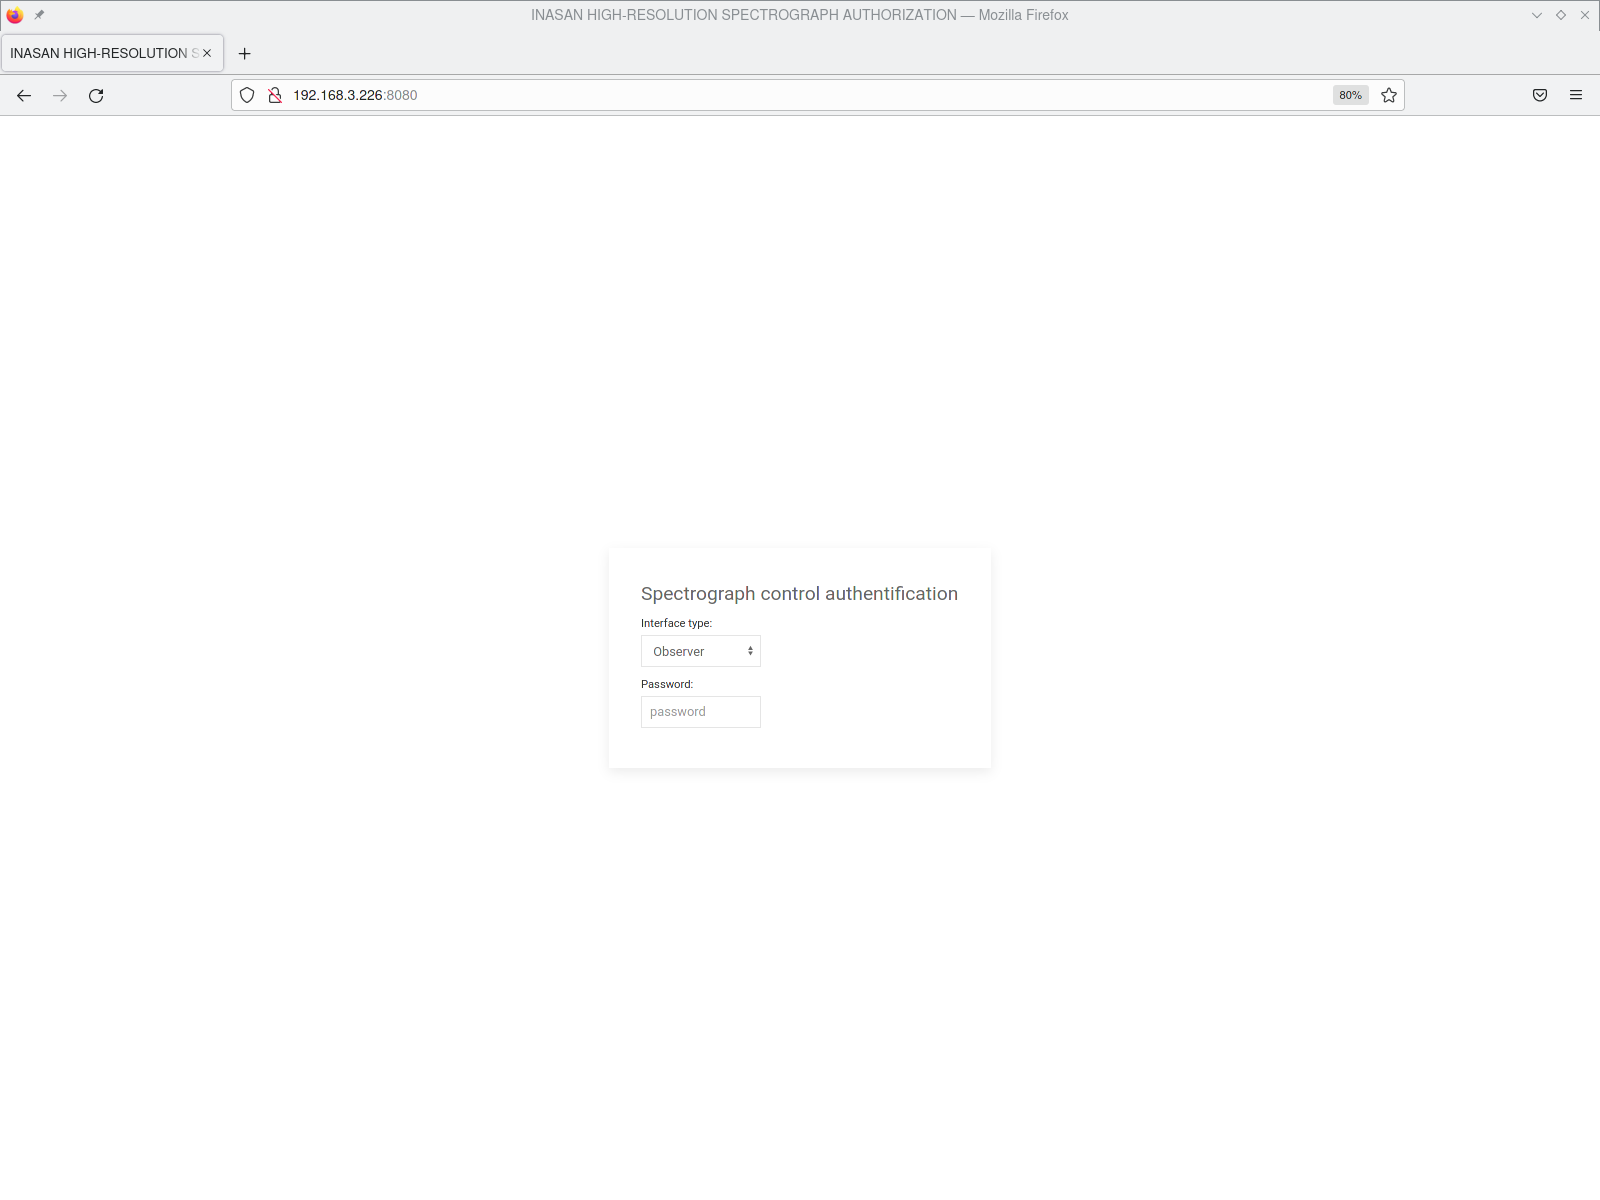 INASAN HIGH-RESOLUTION SPECTROGRAPH AUTHORIZATION — Mozilla Firefox
INASAN HIGH-RESOLUTION S
192.168.3.226:8080
80%
Spectrograph control authentification
Interface type:
Observer
Password:
password